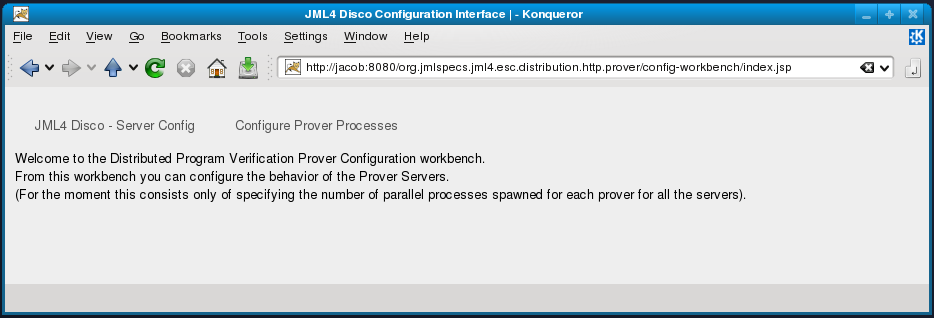 JML4 Disco Configuration Interface | - Konqueror
File Edit View Go Bookmarks Tools Settings Window Help
http://jacob:8080/org.jmlspecs.jml4.esc.distribution.http.prover/config-workbench/index.jsp
JML4 Disco - Server Config Configure Prover Processes
Welcome to the Distributed Program Verification Prover Configuration workbench.
From this workbench you can configure the behavior of the Prover Servers.
(For the moment this consists only of specifying the number of parallel processes spawned for each prover for all the servers).